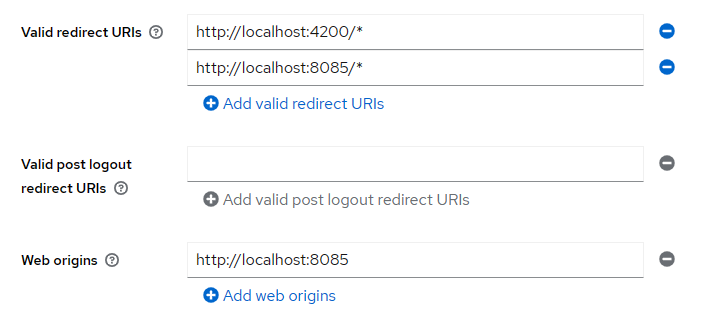 Valid redirect URIs
http://localhost:4200/*
http://localhost:8085/*
Add valid redirect URIs
Valid post logout
redirect URIs
Add valid post logout redirect URIs
Web origins
http://localhost:8085
Add web origins